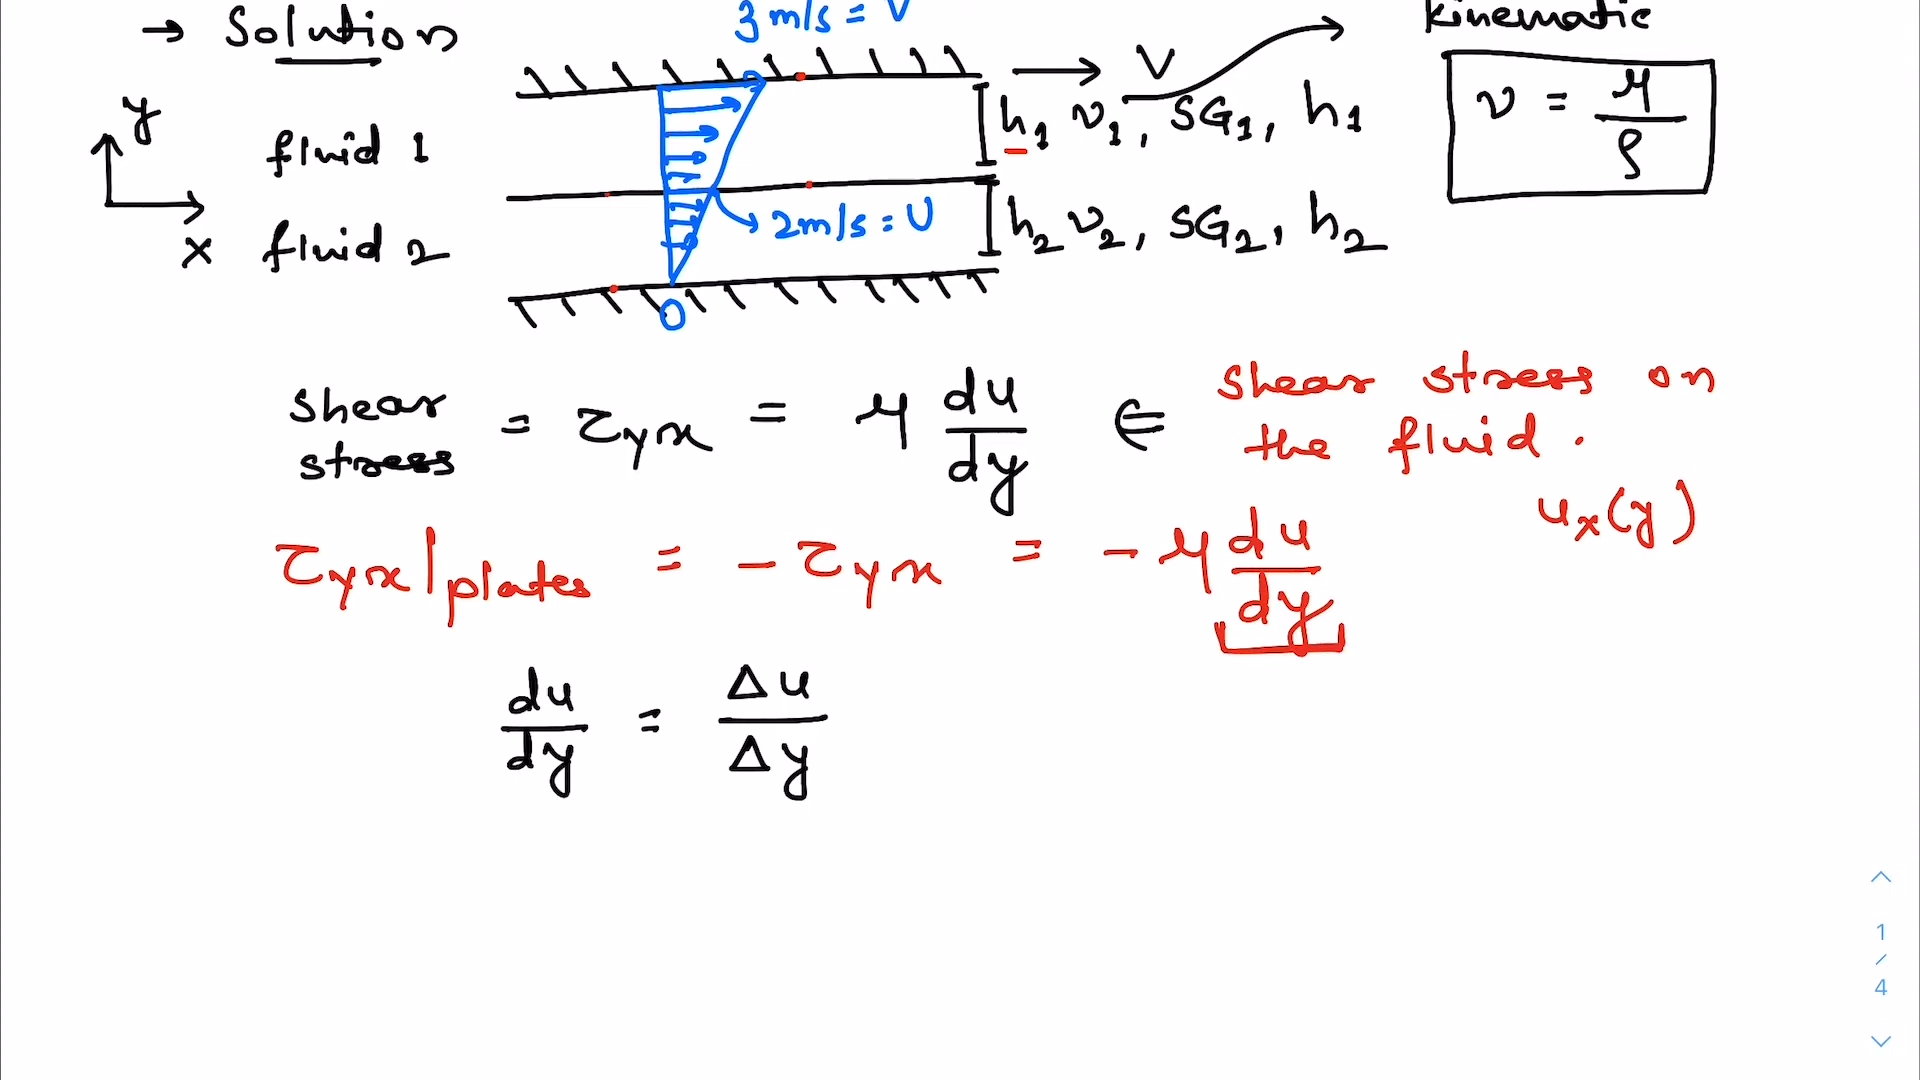 → Solution
3 m/s = V
kinematic
y
x
fluid 1
fluid 2
V
h₁ ν₁, SG₁, h₁
h₂ ν₂, SG₂, h₂
2 m/s = U
0
ν = μ/ρ
shear stress = τyx = μ du/dy ⇐ shear stress on
the fluid.
uₓ(y)
τyx|plates = - τyx = - μ du/dy
du/dy = Δu/Δy
1
/
4